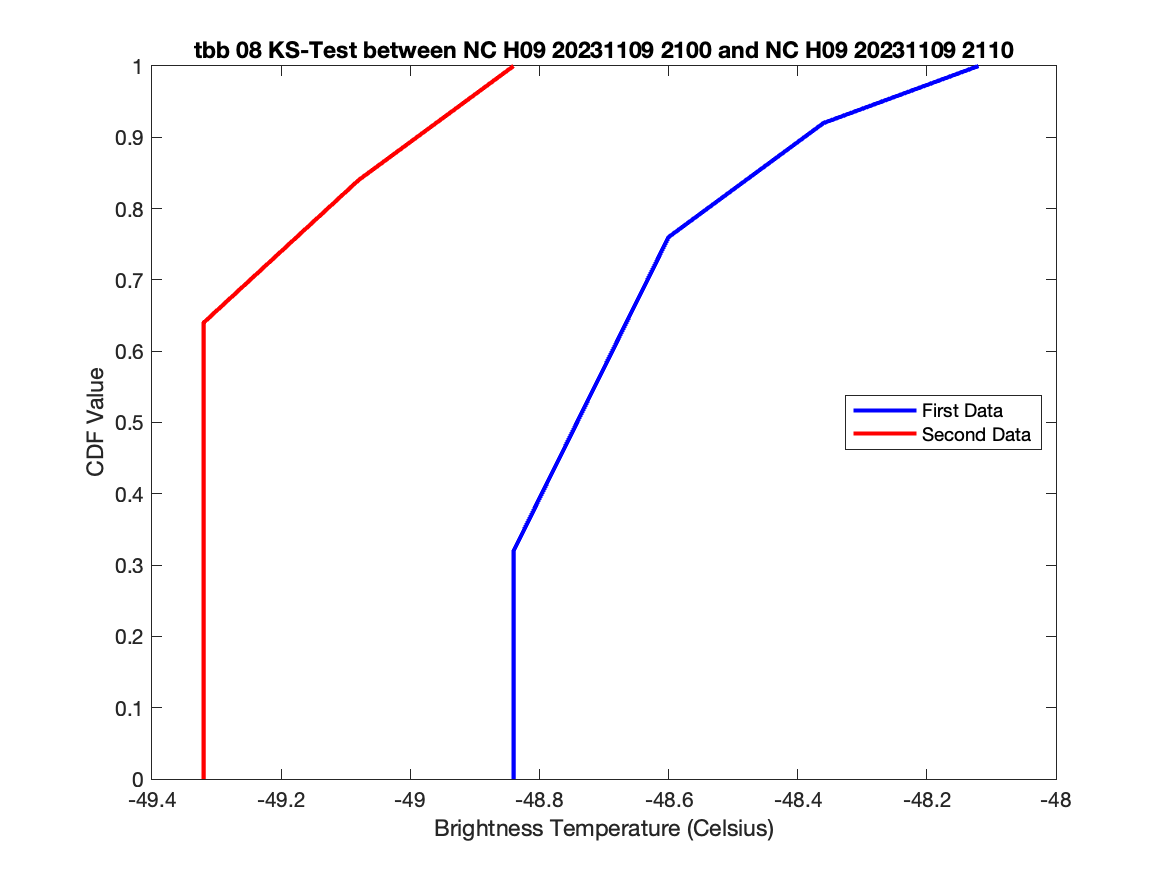 tbb 08 KS-Test between NC H09 20231109 2100 and NC H09 20231109 2110
1
0.9
0.8
0.7
0.6
0.5
0.4
0.3
0.2
0.1
0
CDF Value
First Data
Second Data
-49.4 -49.2 -49 -48.8 -48.6 -48.4 -48.2 -48
Brightness Temperature (Celsius)